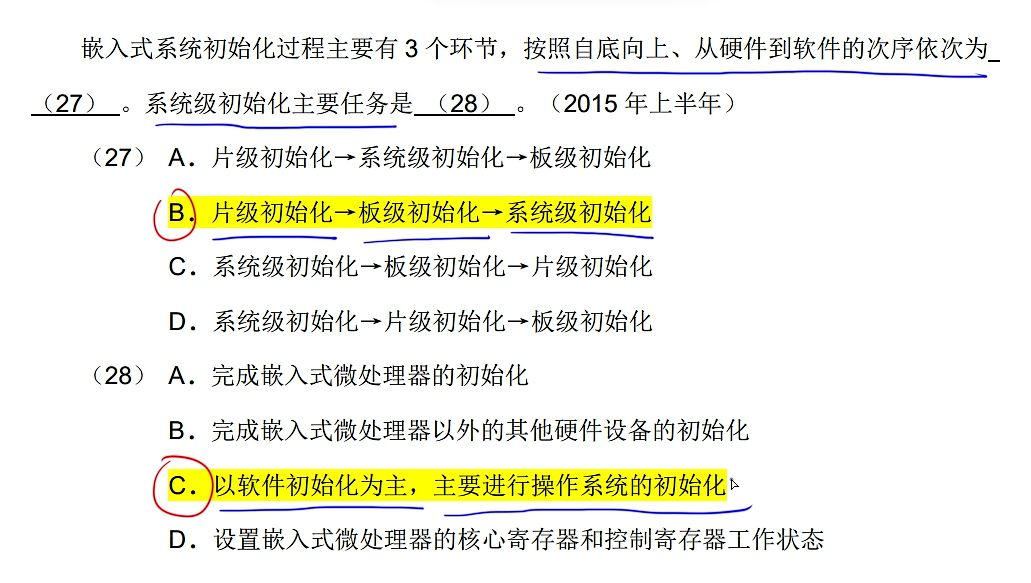 嵌入式系统初始化过程主要有 3 个环节，按照自底向上、从硬件到软件的次序依次为
（27） 。系统级初始化主要任务是 （28） 。（2015 年上半年）
（27） A．片级初始化→系统级初始化→板级初始化
B．片级初始化→板级初始化→系统级初始化
C．系统级初始化→板级初始化→片级初始化
D．系统级初始化→片级初始化→板级初始化
（28） A．完成嵌入式微处理器的初始化
B．完成嵌入式微处理器以外的其他硬件设备的初始化
C．以软件初始化为主，主要进行操作系统的初始化
D．设置嵌入式微处理器的核心寄存器和控制寄存器工作状态